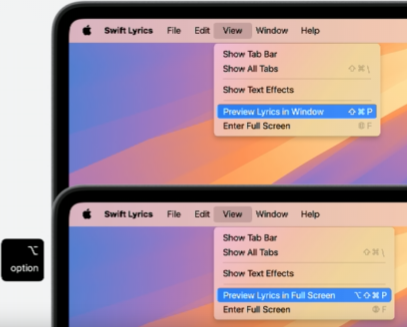 Swift Lyrics File Edit View Window Help
Show Tab Bar
Show All Tabs ⇧⌘\
Show Text Effects
Preview Lyrics in Window ⇧⌘P
Enter Full Screen F
⌥
option
Swift Lyrics File Edit View Window Help
Show Tab Bar
Show All Tabs ⇧⌘\
Show Text Effects
Preview Lyrics in Full Screen ⌥⇧⌘P
Enter Full Screen F